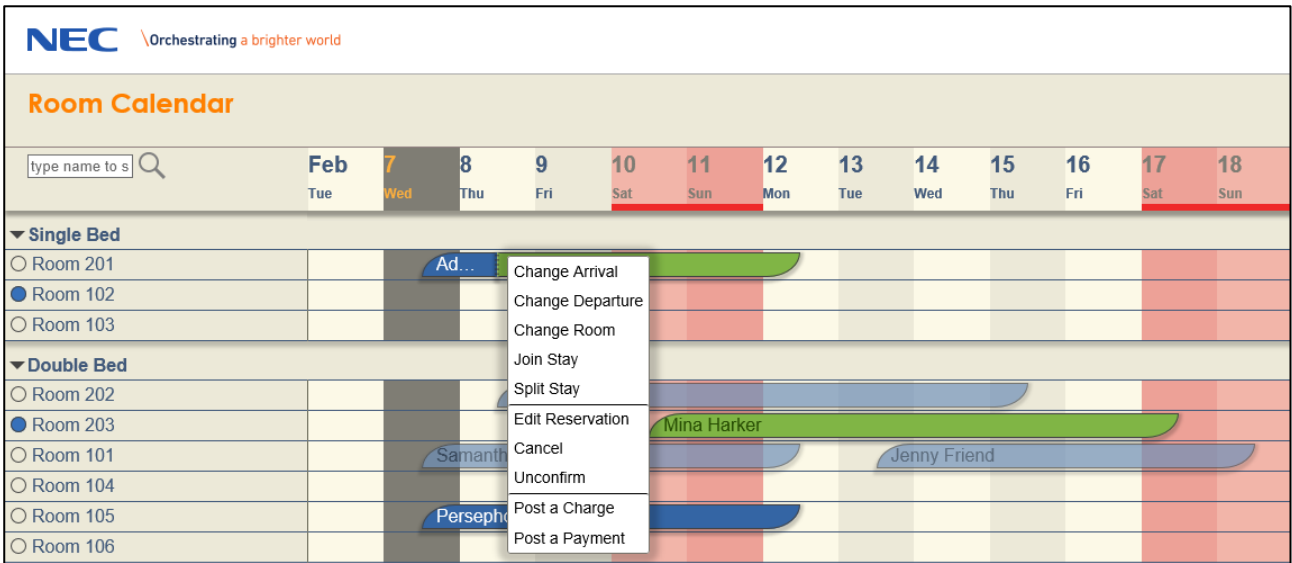 NEC \Orchestrating a brighter world
Room Calendar
type name to s
Feb 7 8 9 10 11 12 13 14 15 16 17 18
Tue Wed Thu Fri Sat Sun Mon Tue Wed Thu Fri Sat Sun
Single Bed
Room 201 Ad...
Room 102
Room 103
Double Bed
Room 202
Room 203 Mina Harker
Room 101 Samanth Jenny Friend
Room 104
Room 105 Persepho
Room 106
Change Arrival
Change Departure
Change Room
Join Stay
Split Stay
Edit Reservation
Cancel
Unconfirm
Post a Charge
Post a Payment